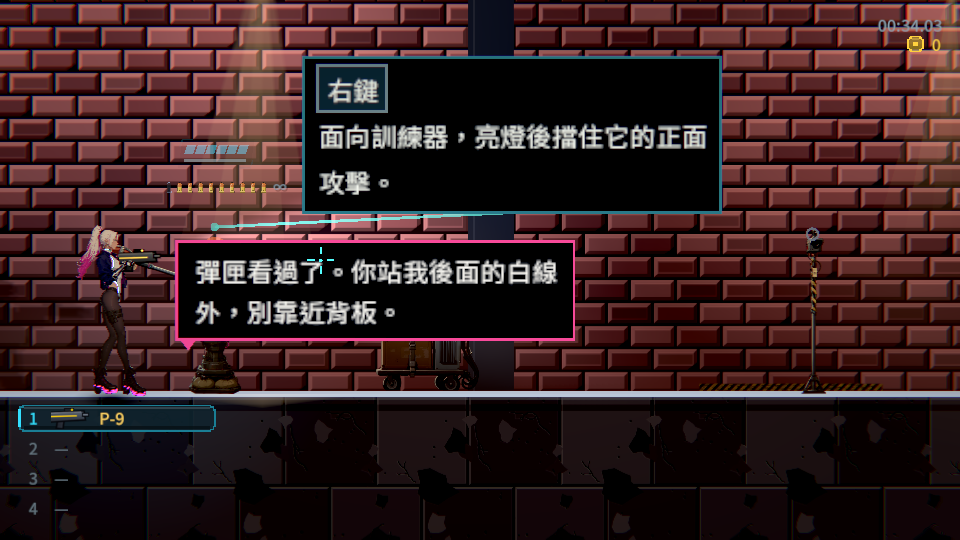 00:34.03
0
右鍵
面向訓練器，亮燈後擋住它的正面
攻擊。
∞
彈匣看過了。你站我後面的白線
外，別靠近背板。
1 P-9
2 —
3 —
4 —